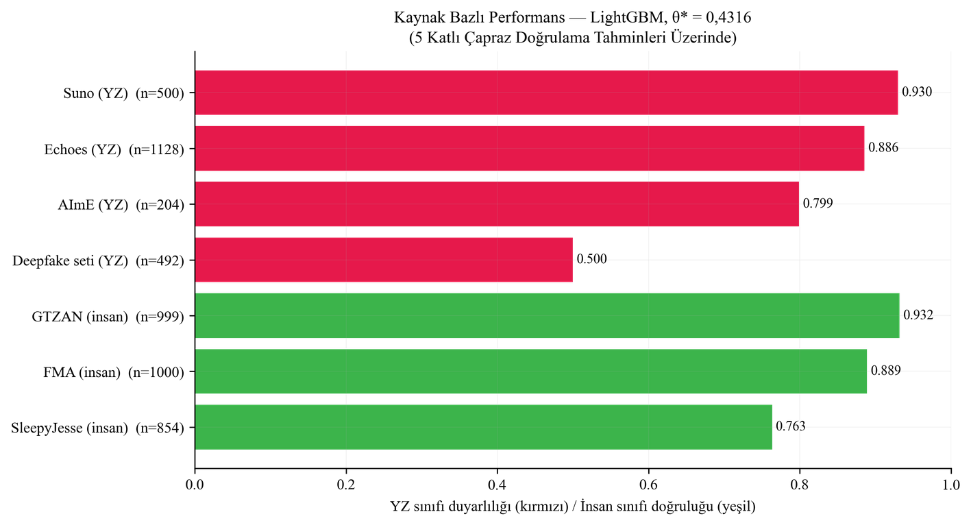 Kaynak Bazlı Performans — LightGBM, θ* = 0,4316
(5 Katlı Çapraz Doğrulama Tahminleri Üzerinde)
Suno (YZ) (n=500)
0.930
Echoes (YZ) (n=1128)
0.886
AImE (YZ) (n=204)
0.799
Deepfake seti (YZ) (n=492)
0.500
GTZAN (insan) (n=999)
0.932
FMA (insan) (n=1000)
0.889
SleepyJesse (insan) (n=854)
0.763
0.0 0.2 0.4 0.6 0.8 1.0
YZ sınıfı duyarlılığı (kırmızı) / İnsan sınıfı doğruluğu (yeşil)